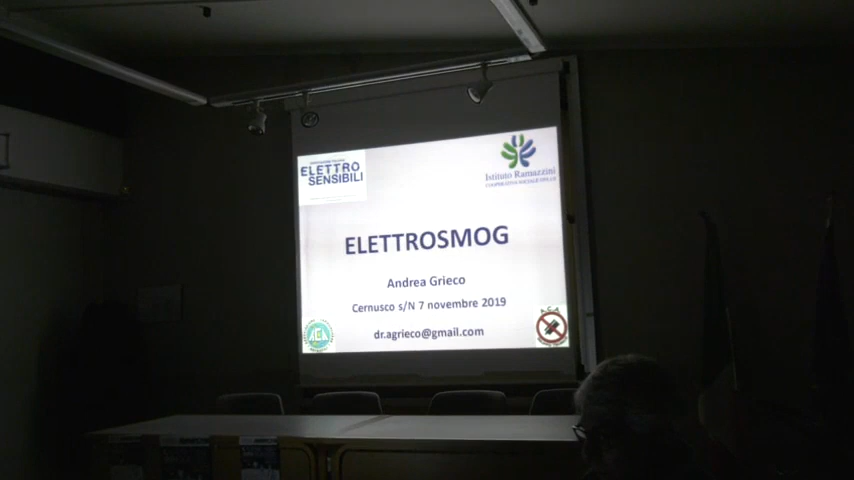 ELETTRO
SENSIBILI
Istituto Ramazzini
ELETTROSMOG
Andrea Grieco
Cernusco s/N 7 novembre 2019
dr.agrieco@gmail.com